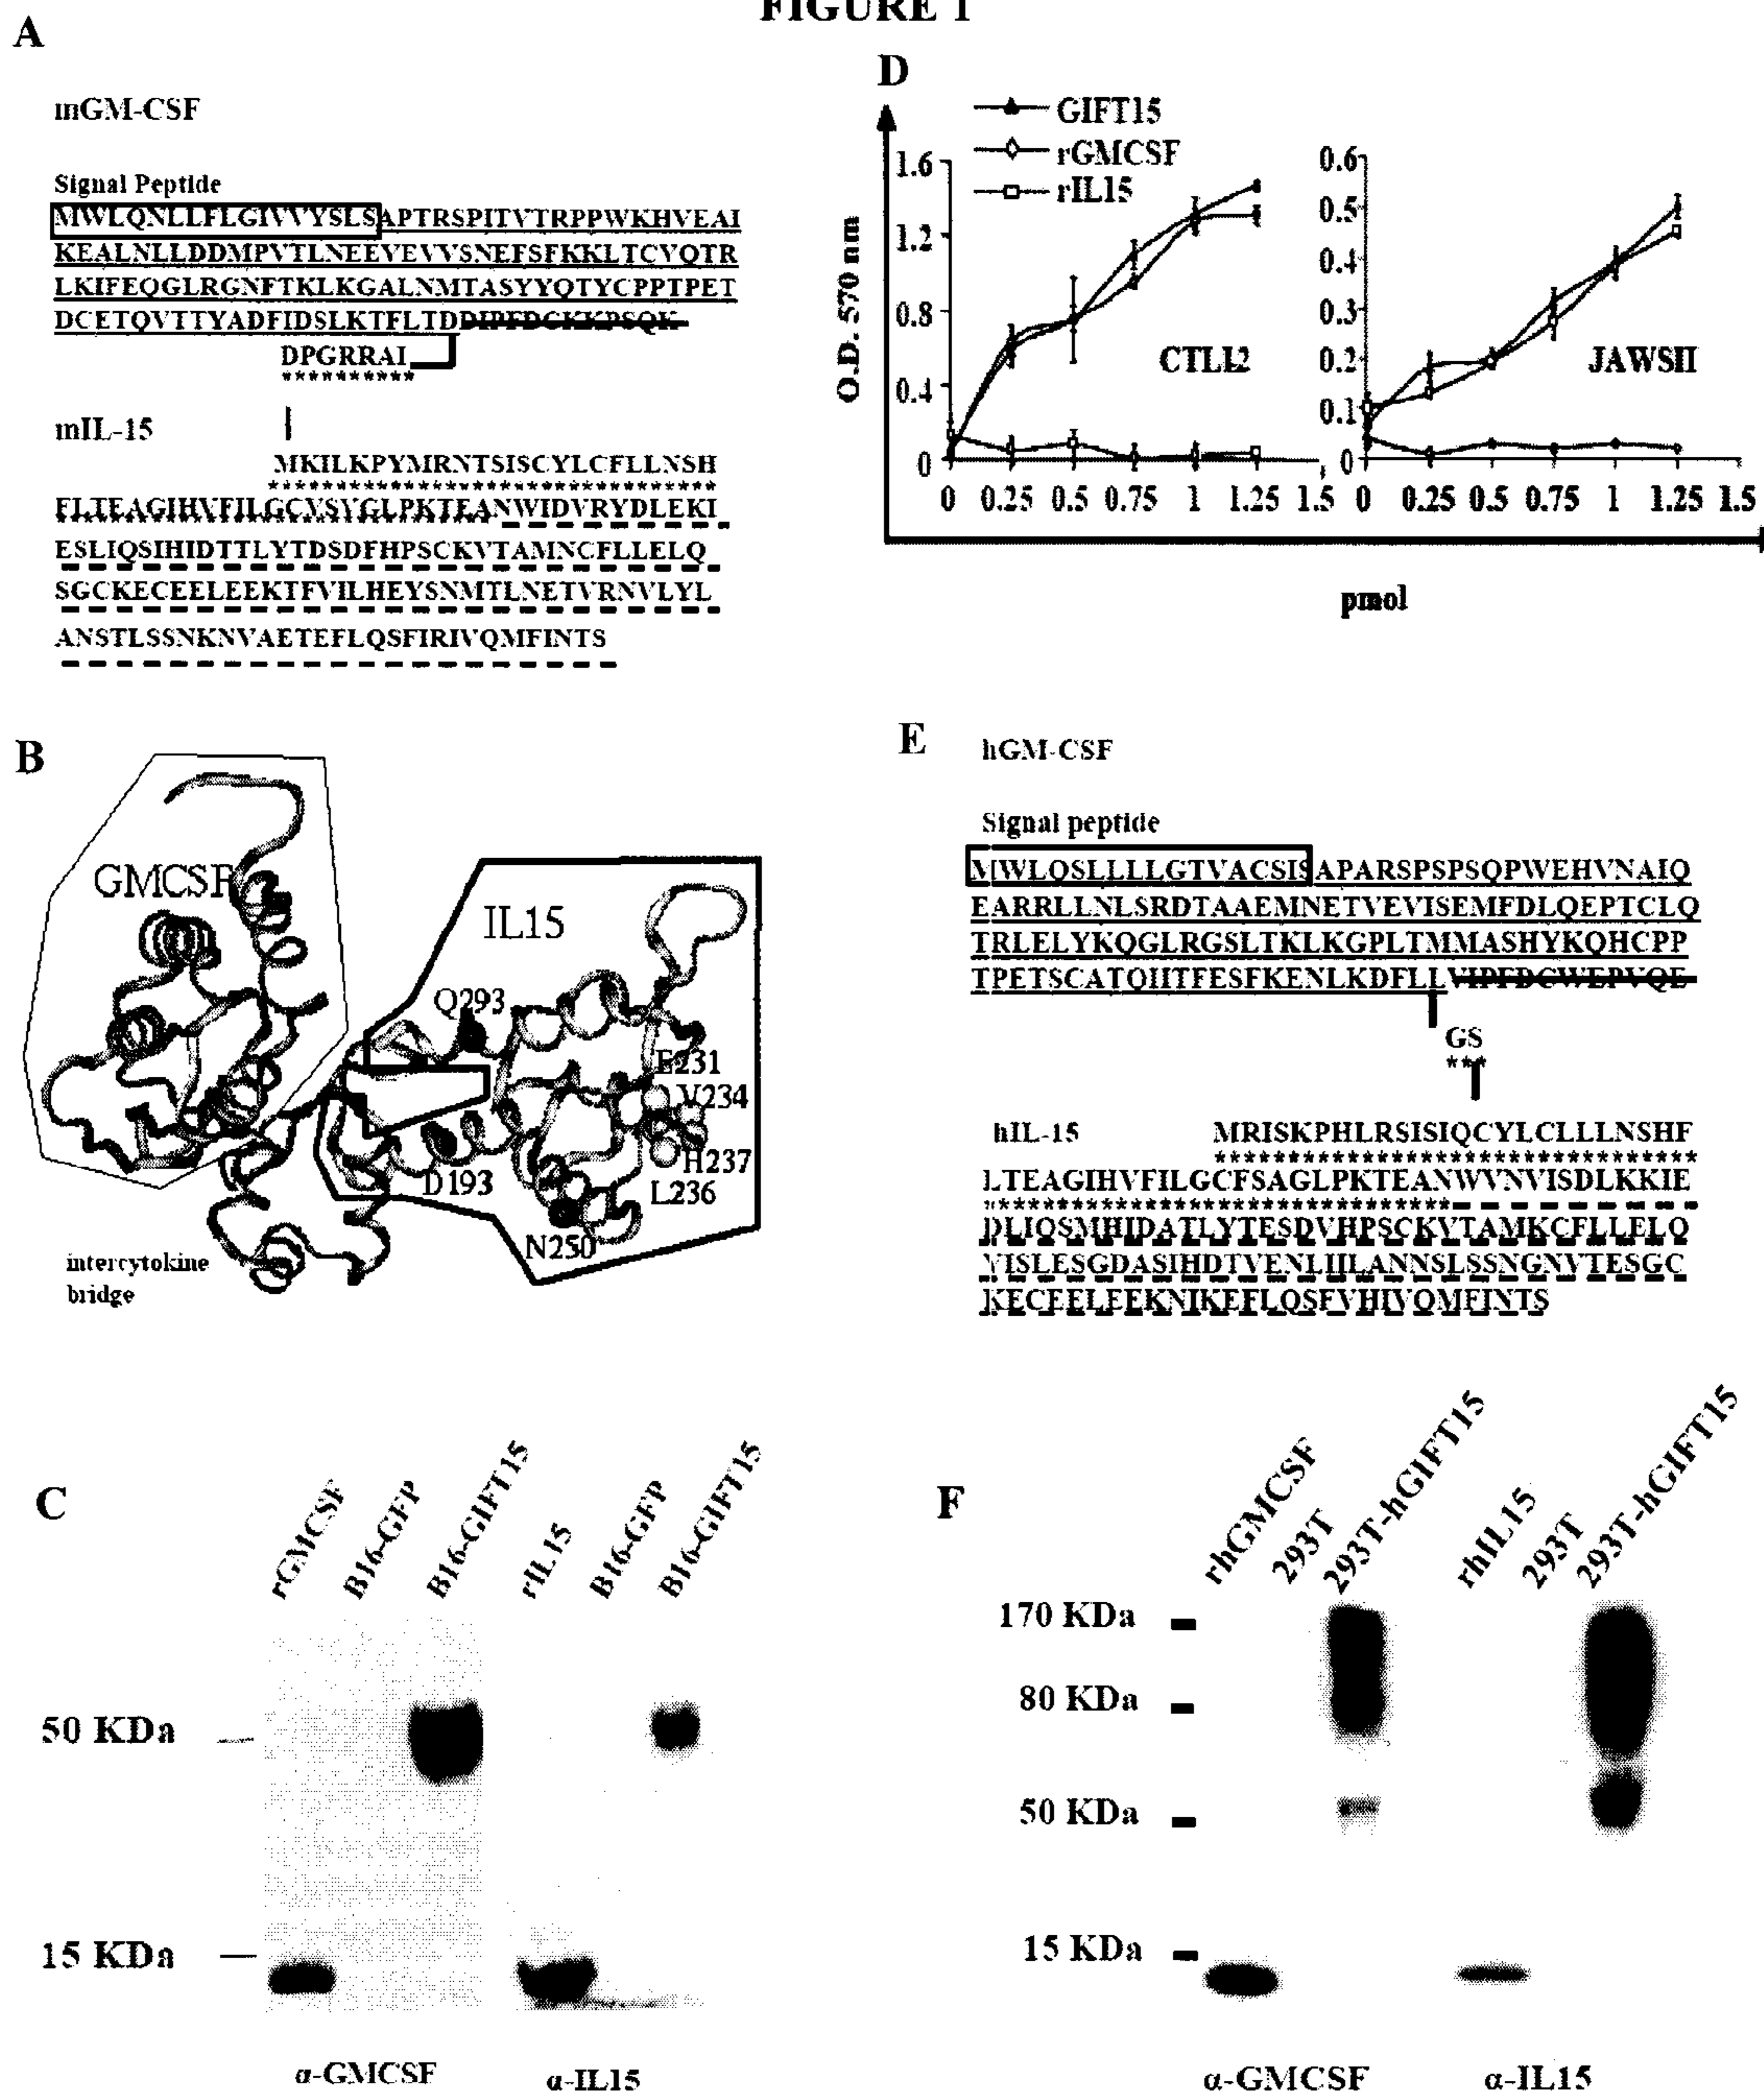 FIGURE 1
A
mGM-CSF
Signal Peptide
MWLQNLLFLGIVVYSLSAPTRSPITVTRPPWKHVEAI
KEALNLLDDMPVTLNEEVEVVSNEFSFKKLTCVQTR
LKIFEQGLRGNFTKLKGALNMTASYYQTYCPPTPET
DCETQVTTYADFIDSLKTFLTDDIPFDCKKPSQK
DPGRRAI
**********
mIL-15
MKILKPYMRNTSISCYLCFLLNSH
FLTEAGIHVFILGCVSVGLPKTEANWIDVRYDLEKI
ESLIQSIHIDTTLYTDSDFHPSCKVTAMNCFLLELQ
SGCKECEELEEKTFVILHEYSNMTLNETVRNVLYL
ANSTLSSNKNVAETEFLQSFIRIVQMFINTS
B
GMCSF
IL15
Q293
E231
V234
H237
L236
D193
N250
intercytokine
bridge
C
rGMCSF
B16-GFP
B16-GIFT15
rIL15
B16-GFP
B16-GIFT15
50 KDa
15 KDa
α-GMCSF
α-IL15
D
GIFT15
rGMCSF
rIL15
O.D. 570 nm
1.6
1.2
0.8
0.4
0
0 0.25 0.5 0.75 1 1.25 1.5
CTLL2
0.6
0.5
0.4
0.3
0.2
0.1
0
0 0.25 0.5 0.75 1 1.25 1.5
JAWSII
pmol
E
hGM-CSF
Signal peptide
MWLQSLLLLGTVACSISAPARSPSPSQPWEHVNAIQ
EARRLLNLSRDTAAEMNETVEVISEMFDLQEPTCLQ
TRLELYKQGLRGSLTKLKGPLTMMASHYKQHCPP
TPETSCATQIITFESFKENLKDFLLVIPFDCWEPVQE
GS
***
hIL-15
MRISKPHLRSISIQCYLCLLLNSHF
LTEAGIHVFILGCFSAGLPKTEANWVNVISDLKKIE
DLIQSMHIDATLYTESDVHPSCKVTAMKCFLLELQ
VISLESGDASIHDTVENLIILANNSLSSNGNVTESGC
KECEELEEKNIKEFLQSFVHIVQMFINTS
F
rhGMCSF
293T
293T-hGIFT15
rhIL15
293T
293T-hGIFT15
170 KDa
80 KDa
50 KDa
15 KDa
α-GMCSF
α-IL15